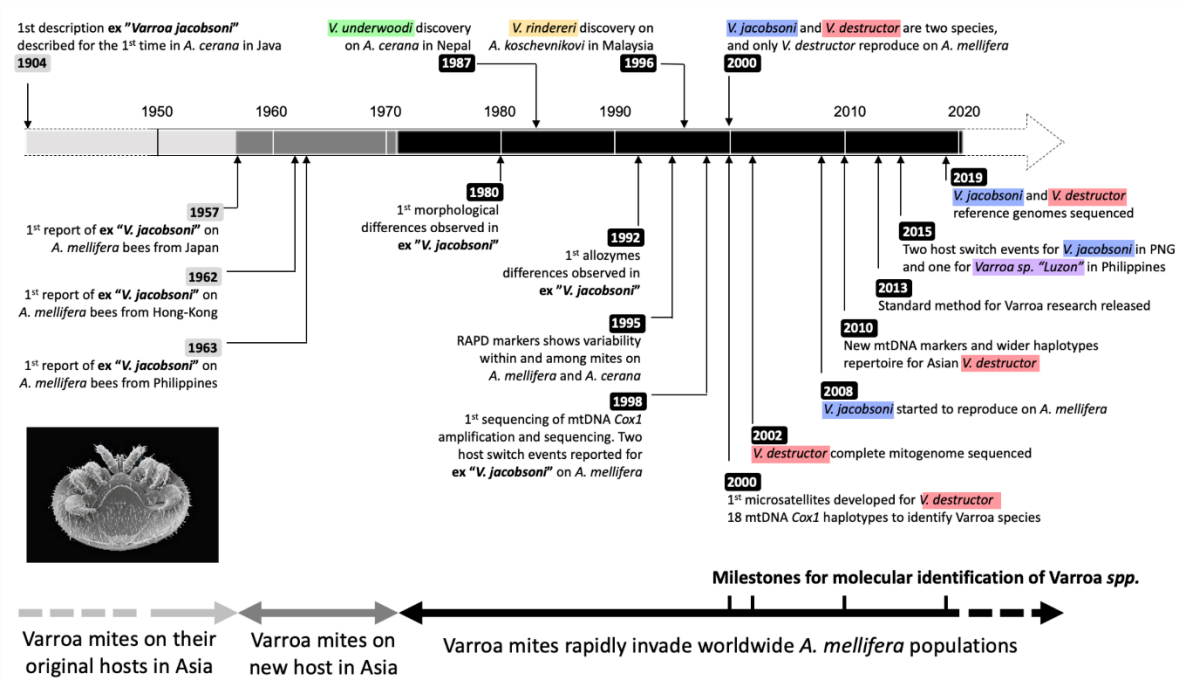 1st description ex ”Varroa jacobsoni”
described for the 1st time in A. cerana in Java
1904
V. underwoodi discovery
on A. cerana in Nepal
1987
V. rindereri discovery on
A. koschevnikovi in Malaysia
1996
V. jacobsoni and V. destructor are two species,
and only V. destructor reproduce on A. mellifera
2000
1950
1960
1970
1980
1990
2010
2020
1957
1st report of ex “V. jacobsoni” on
A. mellifera bees from Japan
1962
1st report of ex “V. jacobsoni” on
A. mellifera bees from Hong-Kong
1963
1st report of ex “V. jacobsoni” on
A. mellifera bees from Philippines
1980
1st morphological
differences observed in
ex ”V. jacobsoni”
1992
1st allozymes
differences observed in
ex ”V. jacobsoni”
1995
RAPD markers shows variability
within and among mites on
A. mellifera and A. cerana
1998
1st sequencing of mtDNA Cox1
amplification and sequencing. Two
host switch events reported for
ex “V. jacobsoni” on A. mellifera
2019
V. jacobsoni and V. destructor
reference genomes sequenced
2015
Two host switch events for V. jacobsoni in PNG
and one for Varroa sp. “Luzon” in Philippines
2013
Standard method for Varroa research released
2010
New mtDNA markers and wider haplotypes
repertoire for Asian V. destructor
2008
V. jacobsoni started to reproduce on A. mellifera
2002
V. destructor complete mitogenome sequenced
2000
1st microsatellites developed for V. destructor
18 mtDNA Cox1 haplotypes to identify Varroa species
Milestones for molecular identification of Varroa spp.
Varroa mites on their
original hosts in Asia
Varroa mites on
new host in Asia
Varroa mites rapidly invade worldwide A. mellifera populations